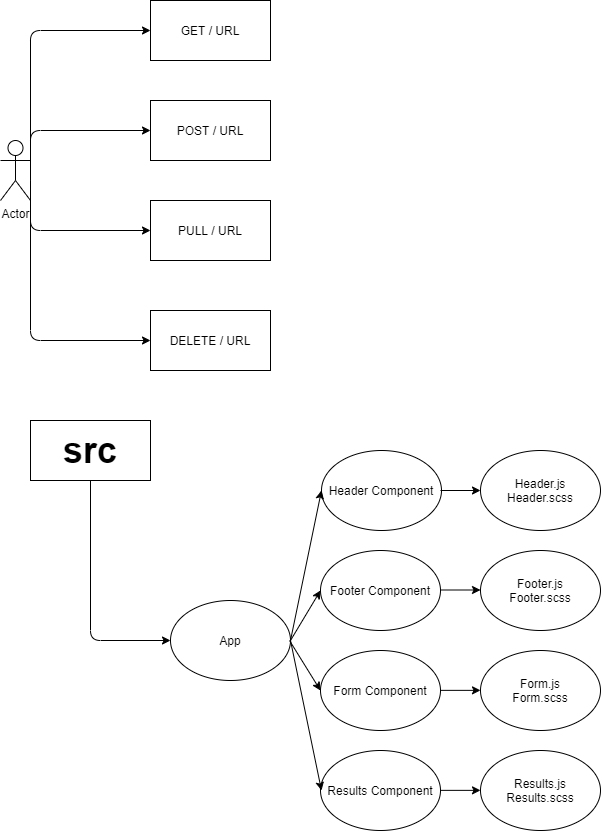 GET / URL
POST / URL
Actor
PULL / URL
DELETE / URL
src
Header Component
Header.js
Header.scss
Footer Component
Footer.js
Footer.scss
App
Form Component
Form.js
Form.scss
Results Component
Results.js
Results.scss